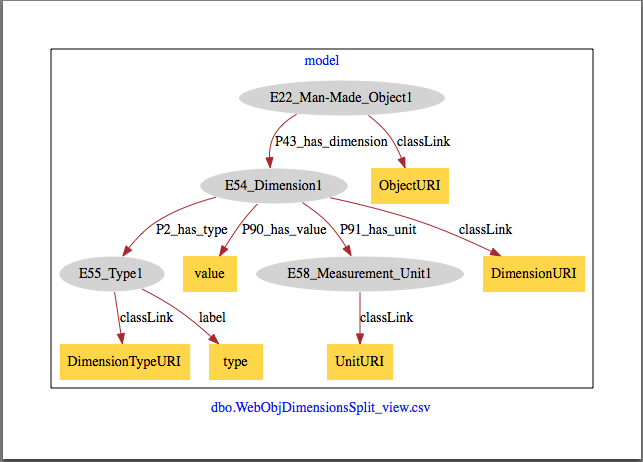 model
E22_Man-Made_Object1
P43_has_dimension
classLink
E54_Dimension1
ObjectURI
P2_has_type
P90_has_value
P91_has_unit
classLink
E55_Type1
value
E58_Measurement_Unit1
DimensionURI
classLink
label
classLink
DimensionTypeURI
type
UnitURI
dbo.WebObjDimensionsSplit_view.csv